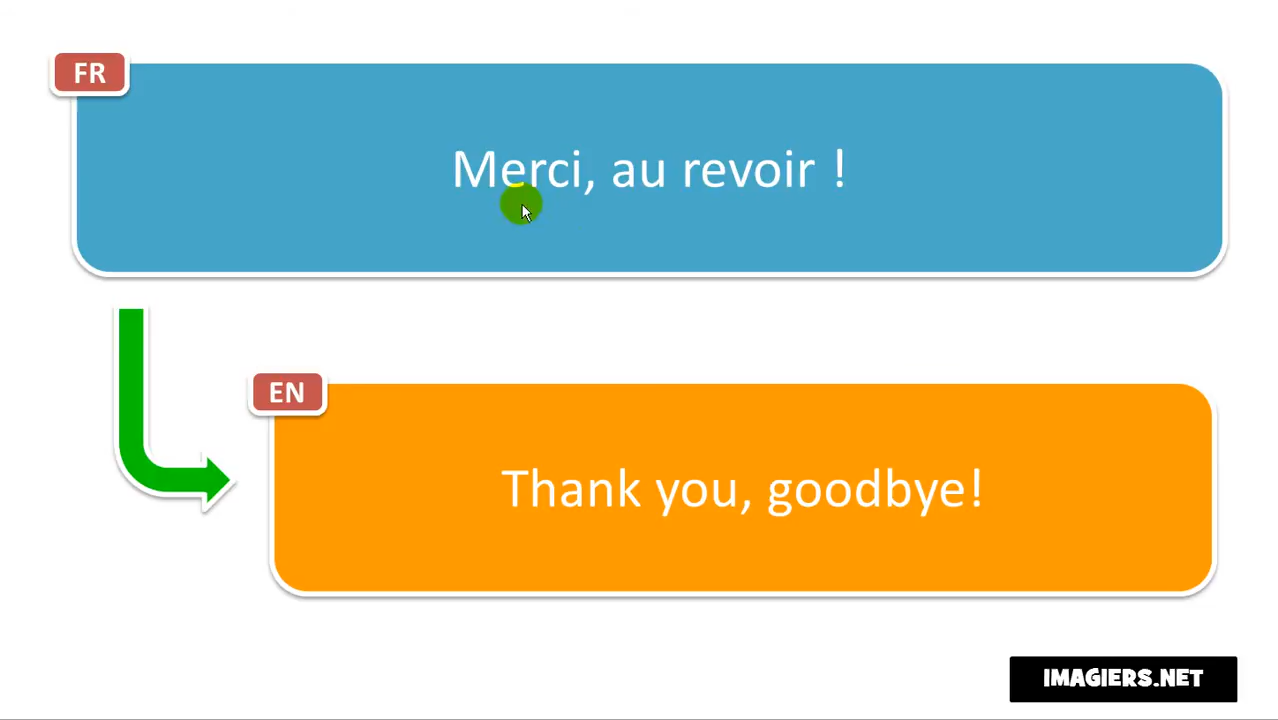 FR
Merci, au revoir !
EN
Thank you, goodbye!
IMAGIERS.NET